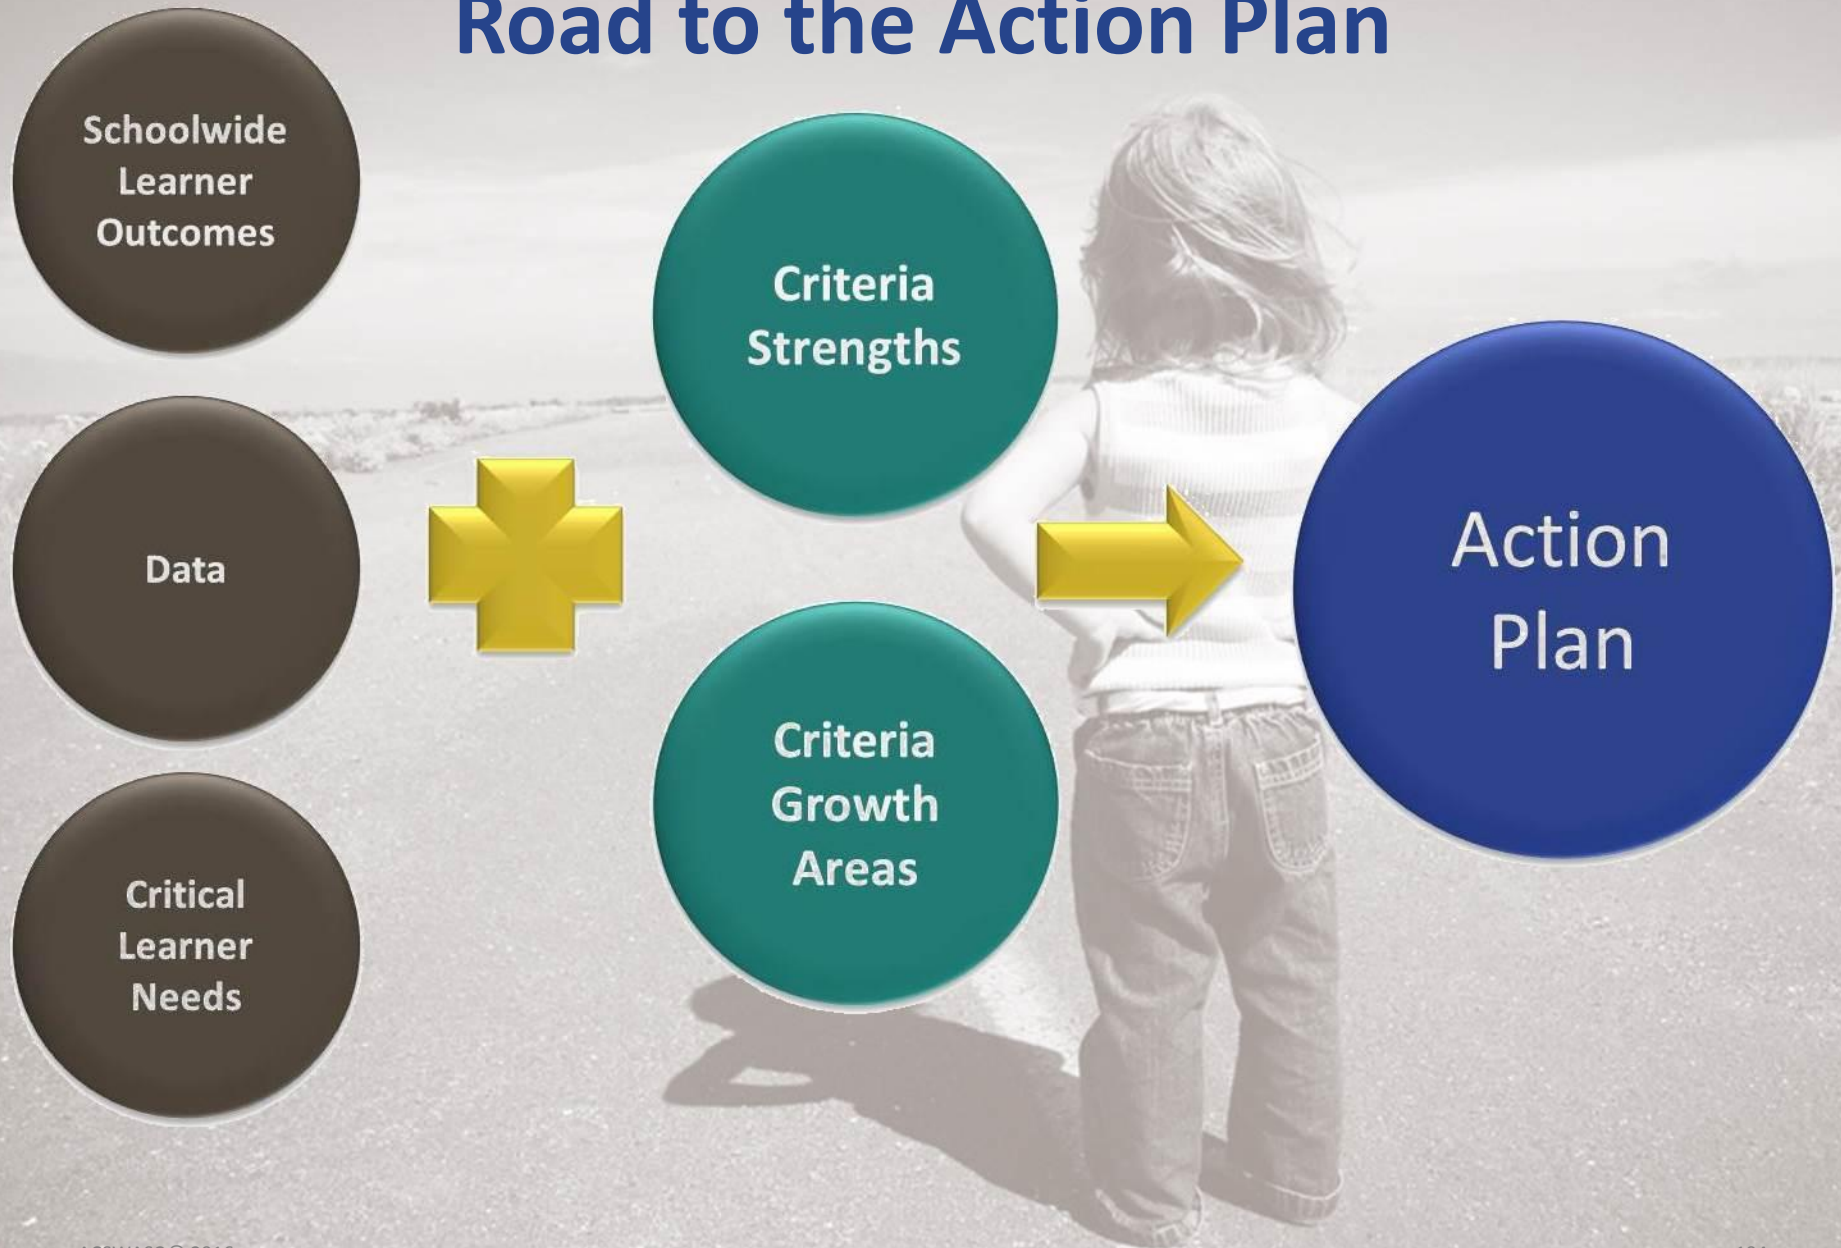 Road to the Action Plan
Schoolwide
Learner
Outcomes
Data
Critical
Learner
Needs
Criteria
Strengths
Criteria
Growth
Areas
Action
Plan